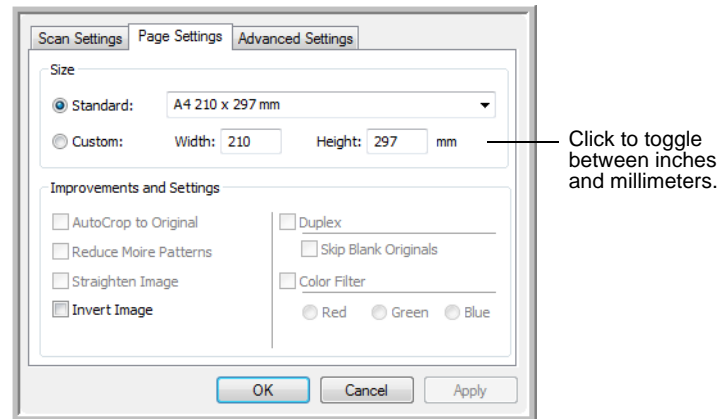 Scan Settings Page Settings Advanced Settings
Size
Standard: A4 210 x 297 mm
Custom: Width: 210 Height: 297 mm
Click to toggle
between inches
and millimeters.
Improvements and Settings
AutoCrop to Original
Reduce Moire Patterns
Straighten Image
Invert Image
Duplex
Skip Blank Originals
Color Filter
Red Green Blue
OK Cancel Apply